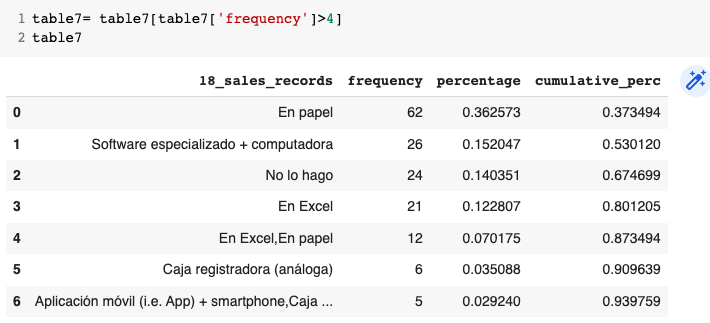 1 table7= table7[table7['frequency']>4]
2 table7
18_sales_records frequency percentage cumulative_perc
0 En papel 62 0.362573 0.373494
1 Software especializado + computadora 26 0.152047 0.530120
2 No lo hago 24 0.140351 0.674699
3 En Excel 21 0.122807 0.801205
4 En Excel,En papel 12 0.070175 0.873494
5 Caja registradora (análoga) 6 0.035088 0.909639
6 Aplicación móvil (i.e. App) + smartphone,Caja ... 5 0.029240 0.939759